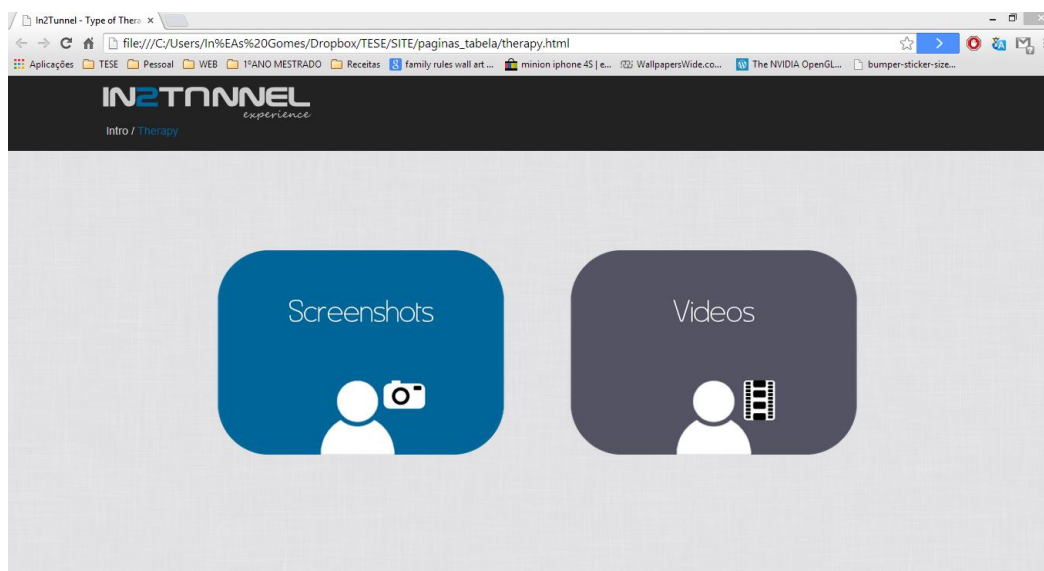 In2Tunnel - Type of Thera
file:///C:/Users/In%EAs%20Gomes/Dropbox/TESE/SITE/paginas_tabela/therapy.html
Aplicações TESE Pessoal WEB 1ºANO MESTRADO Receitas family rules wall art ... minion iphone 4S | e... WallpapersWide.co... The NVIDIA OpenGL... bumper-sticker-size...
IN2TUNNEL
experience
Intro / Therapy
Screenshots Videos